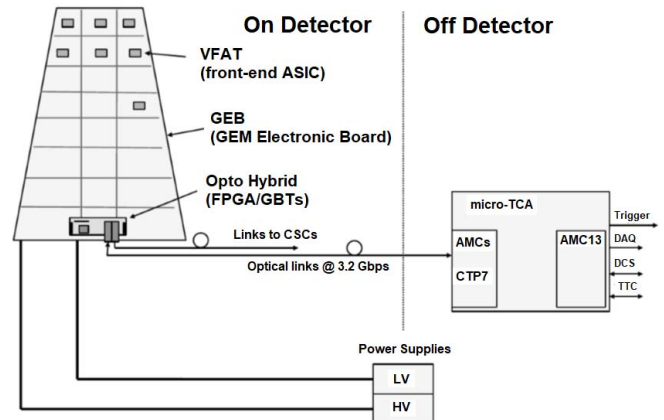 On Detector
Off Detector
VFAT
(front-end ASIC)
GEB
(GEM Electronic Board)
Opto Hybrid
(FPGA/GBTs)
Links to CSCs
Optical links @ 3.2 Gbps
micro-TCA
AMCs
CTP7
AMC13
Trigger
DAQ
DCS
TTC
Power Supplies
LV
HV